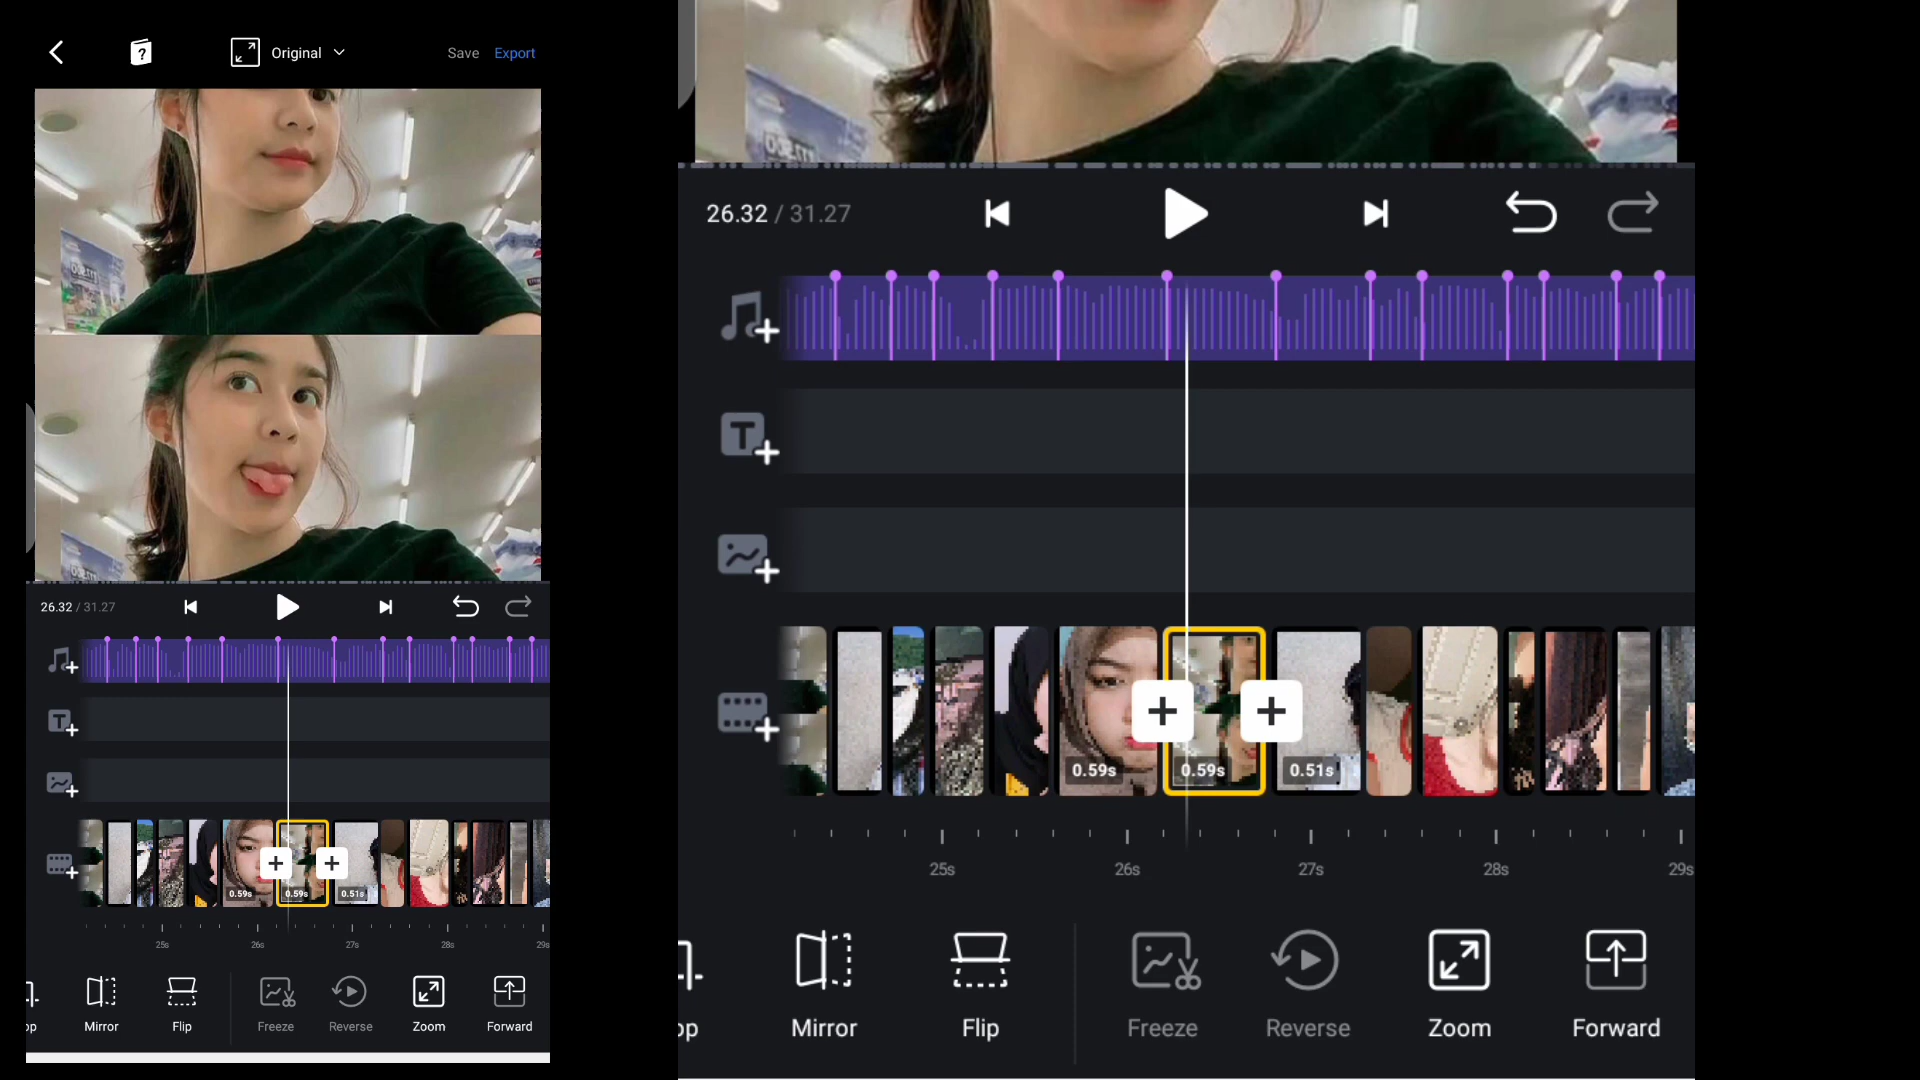 Original
Save
Export
26.32 / 31.27
0.59s
0.59s
0.51s
25s
26s
27s
28s
29s
op
Mirror
Flip
Freeze
Reverse
Zoom
Forward
26.32 / 31.27
0.59s
0.59s
0.51s
25s
26s
27s
28s
29s
op
Mirror
Flip
Freeze
Reverse
Zoom
Forward